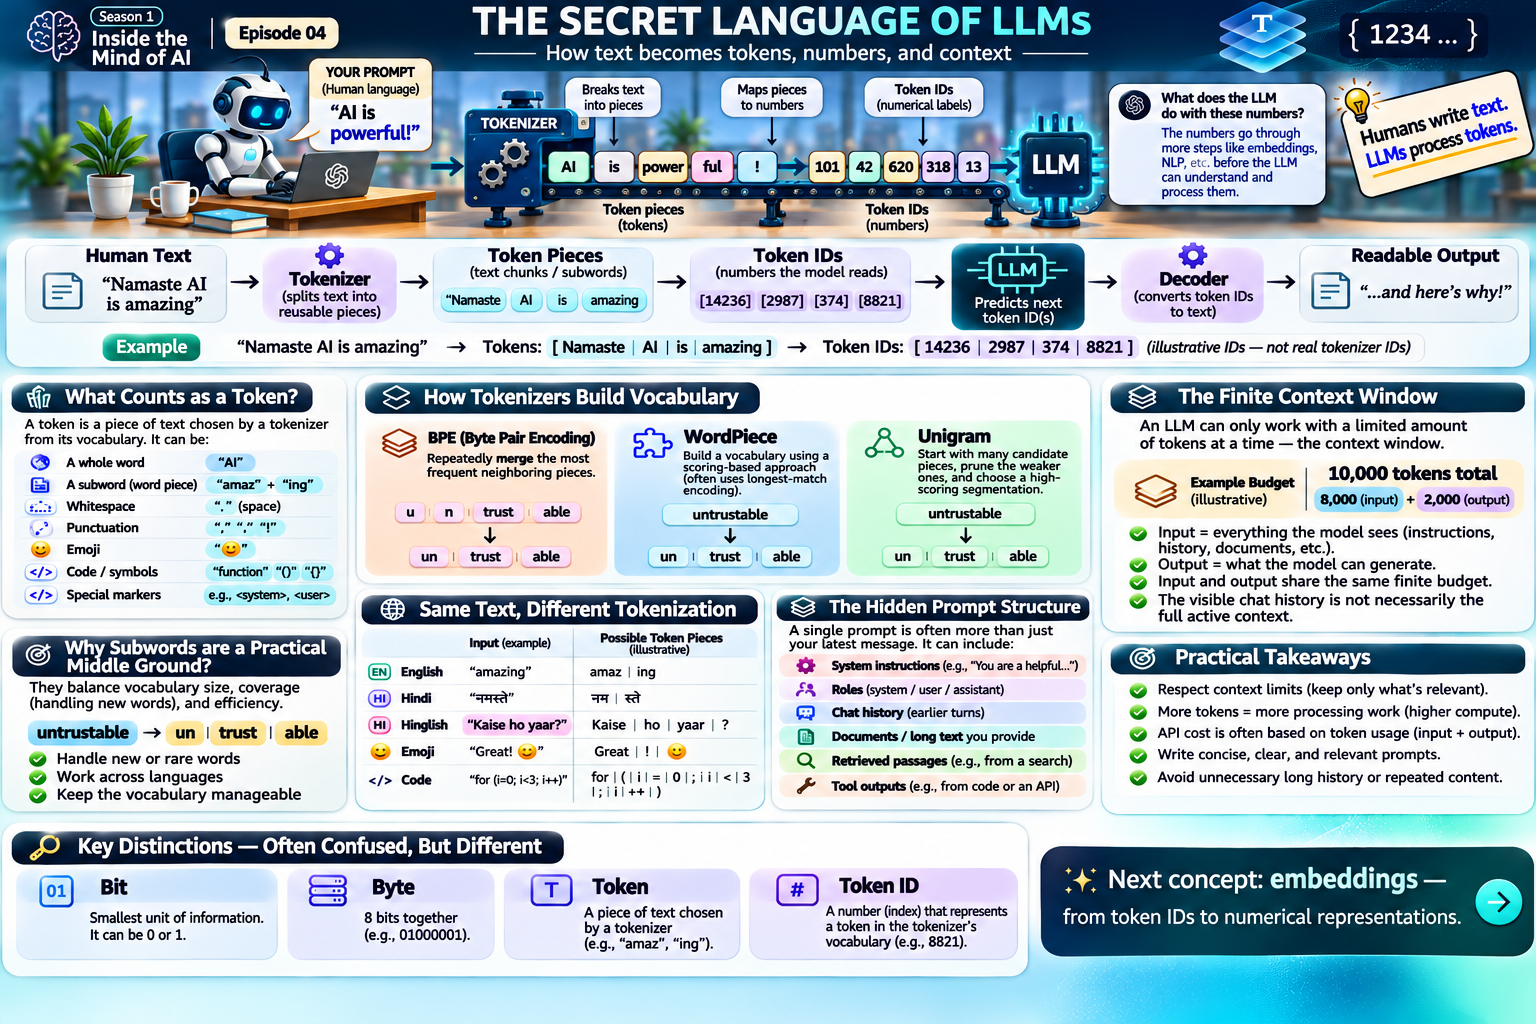 Season 1
Inside the
Mind of AI
Episode 04
THE SECRET LANGUAGE OF LLMs
How text becomes tokens, numbers, and context
T
{ 1234 ... }
YOUR PROMPT
(Human language)
“AI is
powerful!”
TOKENIZER
Breaks text
into pieces
Maps pieces
to numbers
Token IDs
(numerical labels)
AI is power ful ! 101 42 620 318 13
Token pieces
(tokens)
Token IDs
(numbers)
LLM
What does the LLM
do with these numbers?
The numbers go through
more steps like embeddings,
NLP, etc. before the LLM
can understand and
process them.
Humans write text.
LLMs process tokens.
Human Text
“Namaste AI
is amazing”
Tokenizer
(splits text into
reusable pieces)
Token Pieces
(text chunks / subwords)
“Namaste AI is amazing
Token IDs
(numbers the model reads)
[14236] [2987] [374] [8821]
LLM
Predicts next
token ID(s)
Decoder
(converts token IDs
to text)
Readable Output
“...and here’s why!”
Example
“Namaste AI is amazing” → Tokens: [ Namaste | AI | is | amazing ] → Token IDs: [ 14236 | 2987 | 374 | 8821 ] (illustrative IDs — not real tokenizer IDs)
What Counts as a Token?
A token is a piece of text chosen by a tokenizer
from its vocabulary. It can be:
A whole word “AI”
A subword (word piece) “amaz” + “ing”
Whitespace “.” (space)
Punctuation “,” “.” “!”
Emoji “😊”
Code / symbols “function” “()” “{}”
Special markers e.g., <system>, <user>
Why Subwords are a Practical
Middle Ground?
They balance vocabulary size, coverage
(handling new words), and efficiency.
untrustable → un | trust | able
Handle new or rare words
Work across languages
Keep the vocabulary manageable
How Tokenizers Build Vocabulary
BPE (Byte Pair Encoding)
Repeatedly merge the most
frequent neighboring pieces.
u | n | trust | able
un | trust | able
WordPiece
Build a vocabulary using a
scoring-based approach
(often uses longest-match
encoding).
untrustable
un | trust | able
Unigram
Start with many candidate
pieces, prune the weaker
ones, and choose a high-
scoring segmentation.
untrustable
un | trust | able
Same Text, Different Tokenization
Input (example)
Possible Token Pieces
(illustrative)
EN English “amazing” amaz | ing
HI Hindi “नमस्ते” नम | स्ते
HI Hinglish “Kaise ho yaar?” Kaise | ho | yaar | ?
Emoji “Great! 😊” Great | ! | 😊
</> Code “for (i=0; i<3; i++)” for | ( | i | = | 0 | ; i i | < | 3
| ; i i | ++ | )
The Hidden Prompt Structure
A single prompt is often more than just
your latest message. It can include:
System instructions (e.g., “You are a helpful...”)
Roles (system / user / assistant)
Chat history (earlier turns)
Documents / long text you provide
Retrieved passages (e.g., from a search)
Tool outputs (e.g., from code or an API)
The Finite Context Window
An LLM can only work with a limited amount
of tokens at a time — the context window.
Example Budget
(illustrative)
10,000 tokens total
8,000 (input) + 2,000 (output)
Input = everything the model sees (instructions,
history, documents, etc.).
Output = what the model can generate.
Input and output share the same finite budget.
The visible chat history is not necessarily the
full active context.
Practical Takeaways
Respect context limits (keep only what’s relevant).
More tokens = more processing work (higher compute).
API cost is often based on token usage (input + output).
Write concise, clear, and relevant prompts.
Avoid unnecessary long history or repeated content.
Key Distinctions — Often Confused, But Different
01 Bit
Smallest unit of information.
It can be 0 or 1.
Byte
8 bits together
(e.g., 01000001).
T Token
A piece of text chosen
by a tokenizer
(e.g., “amaz”, “ing”).
# Token ID
A number (index) that represents
a token in the tokenizer’s
vocabulary (e.g., 8821).
Next concept: embeddings —
from token IDs to numerical representations.